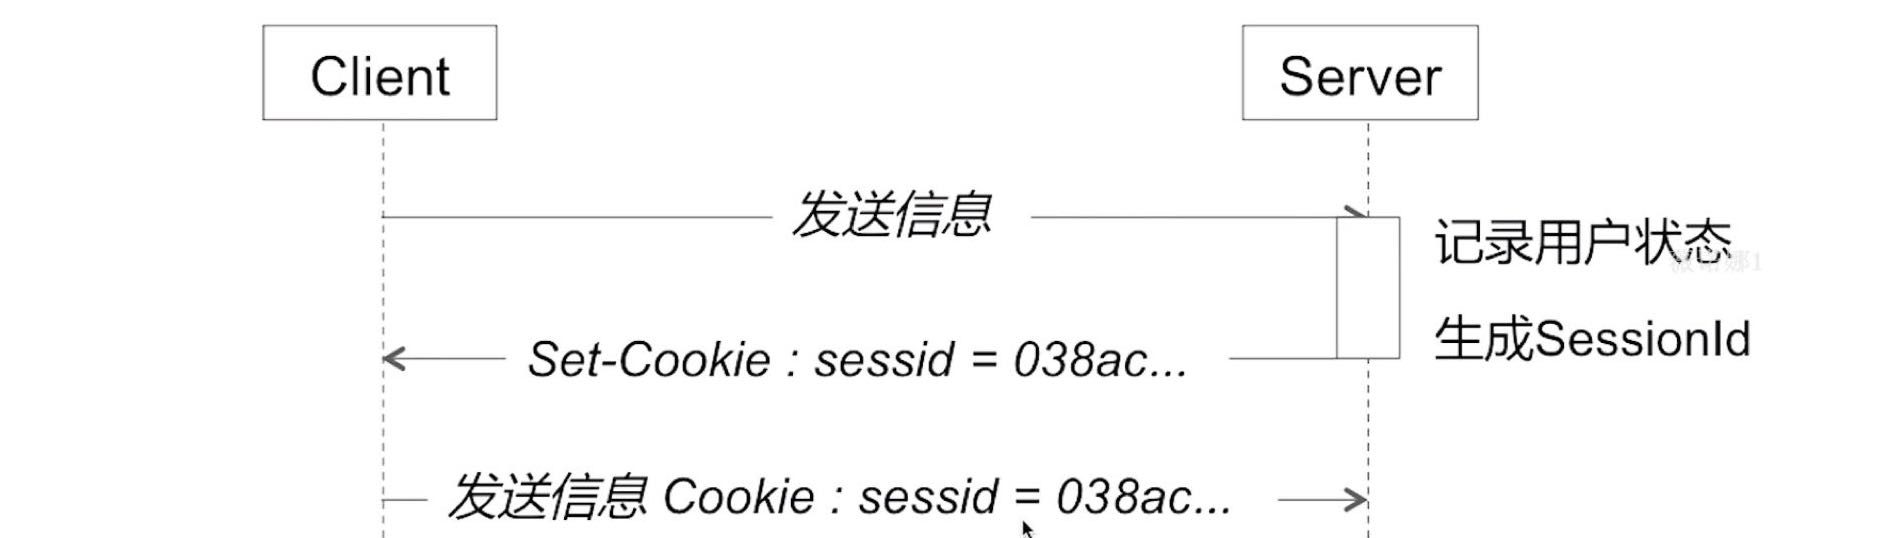 Client
Server
发送信息
记录用户状态
生成SessionId
Set-Cookie : sessid = 038ac...
发送信息 Cookie : sessid = 038ac...